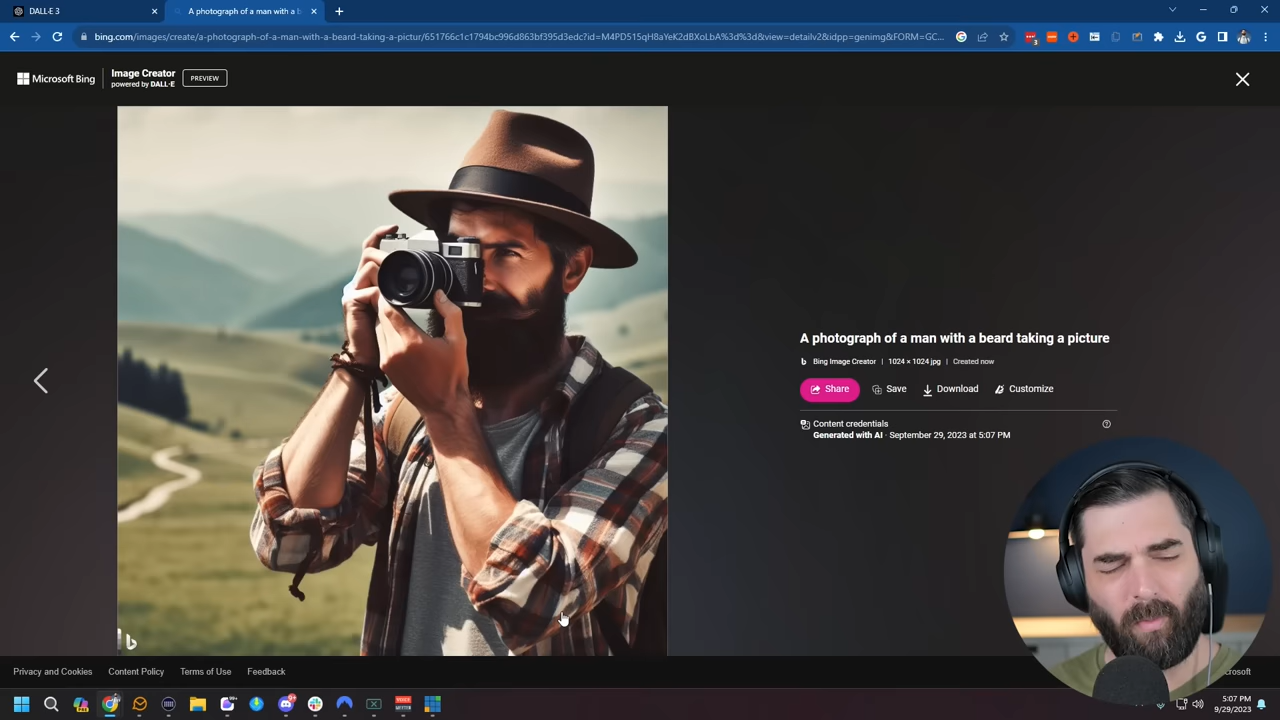 DALL·E 3
A photograph of a man with a b
bing.com/images/create/a-photograph-of-a-man-with-a-beard-taking-a-pictur/651766c1c1794bc996d863bf395d3edc?id=M4PD515qH8aYeK2dBXoLbA%3d%3d&view=detailv2&idpp=genimg&FORM=GC...
Microsoft Bing
Image Creator
powered by DALL·E
PREVIEW
A photograph of a man with a beard taking a picture
b Bing Image Creator | 1024 × 1024 jpg | Created now
Share
Save
Download
Customize
Content credentials
Generated with AI · September 29, 2023 at 5:07 PM
b
Privacy and Cookies
Content Policy
Terms of Use
Feedback
5:07 PM
9/29/2023